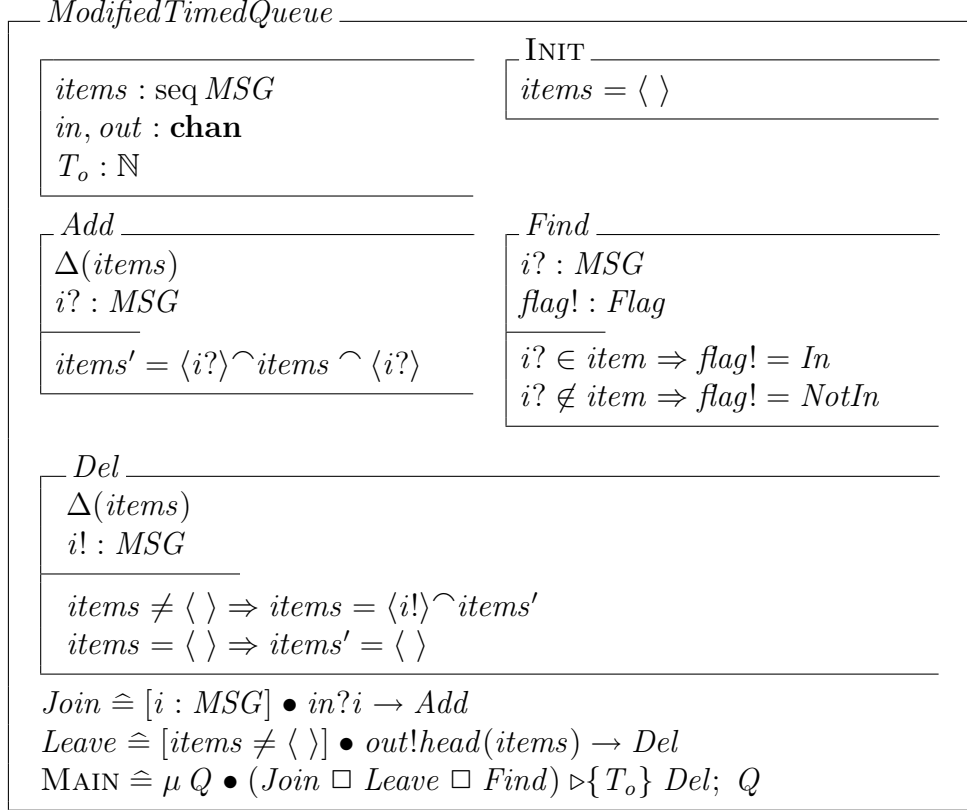 ModifiedTimedQueue
items : seq MSG
in, out : chan
T_o : ℕ
INIT
items = ⟨ ⟩
Add
Δ(items)
i? : MSG
items′ = ⟨i?⟩⌢items ⌢ ⟨i?⟩
Find
i? : MSG
flag! : Flag
i? ∈ item ⇒ flag! = In
i? ∉ item ⇒ flag! = NotIn
Del
Δ(items)
i! : MSG
items ≠ ⟨ ⟩ ⇒ items = ⟨i!⟩⌢items′
items = ⟨ ⟩ ⇒ items′ = ⟨ ⟩
Join ≙ [i : MSG] • in?i → Add
Leave ≙ [items ≠ ⟨ ⟩] • out!head(items) → Del
MAIN ≙ μ Q • (Join □ Leave □ Find) ▷{T_o} Del; Q